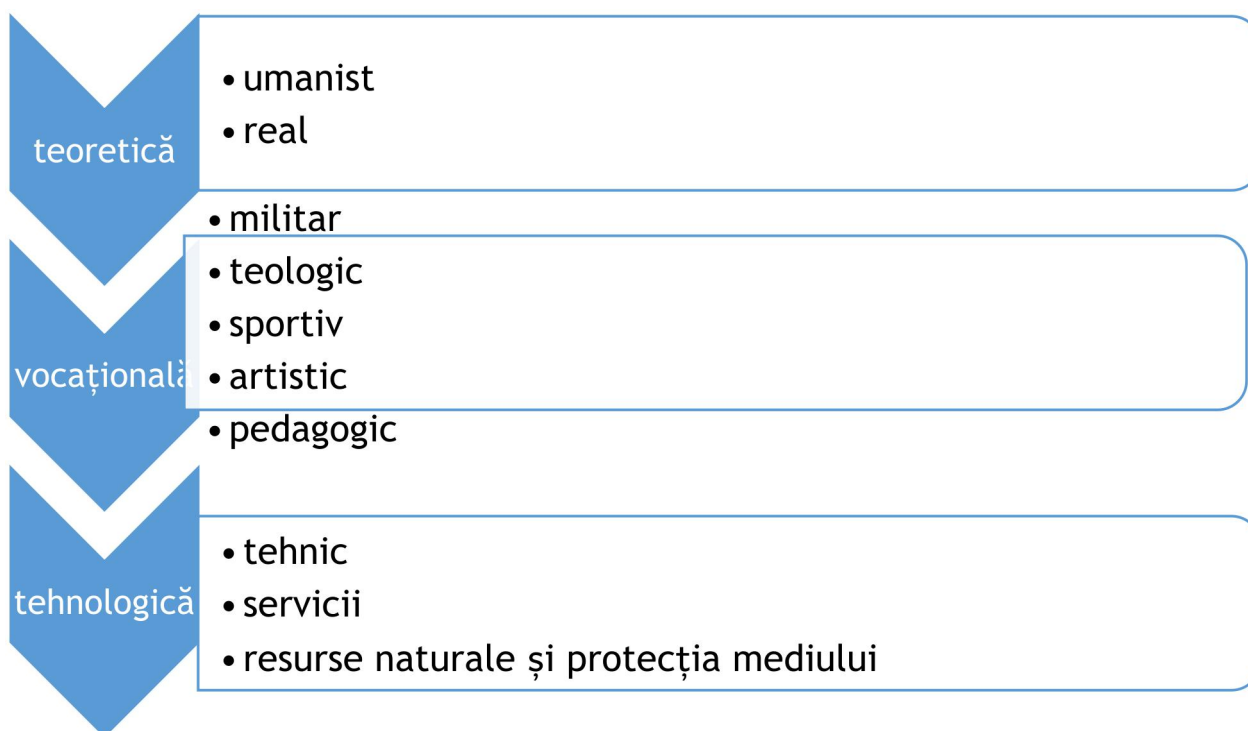 teoretică
• umanist
• real
vocațională
• militar
• teologic
• sportiv
• artistic
• pedagogic
tehnologică
• tehnic
• servicii
• resurse naturale și protecția mediului